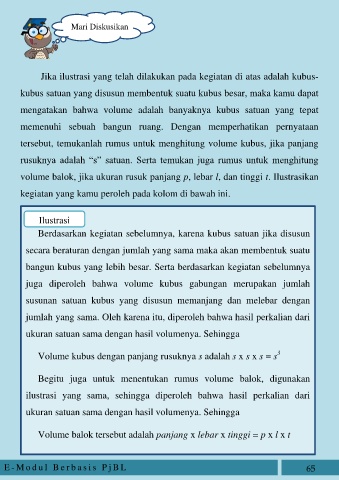 Mari Diskusikan
Jika ilustrasi yang telah dilakukan pada kegiatan di atas adalah kubus-
kubus satuan yang disusun membentuk suatu kubus besar, maka kamu dapat
mengatakan bahwa volume adalah banyaknya kubus satuan yang tepat
memenuhi sebuah bangun ruang. Dengan memperhatikan pernyataan
tersebut, temukanlah rumus untuk menghitung volume kubus, jika panjang
rusuknya adalah “s” satuan. Serta temukan juga rumus untuk menghitung
volume balok, jika ukuran rusuk panjang p, lebar l, dan tinggi t. Ilustrasikan
kegiatan yang kamu peroleh pada kolom di bawah ini.
Ilustrasi
Berdasarkan kegiatan sebelumnya, karena kubus satuan jika disusun
secara beraturan dengan jumlah yang sama maka akan membentuk suatu
bangun kubus yang lebih besar. Serta berdasarkan kegiatan sebelumnya
juga diperoleh bahwa volume kubus gabungan merupakan jumlah
susunan satuan kubus yang disusun memanjang dan melebar dengan
jumlah yang sama. Oleh karena itu, diperoleh bahwa hasil perkalian dari
ukuran satuan sama dengan hasil volumenya. Sehingga
Volume kubus dengan panjang rusuknya s adalah s x s x s = s³
Begitu juga untuk menentukan rumus volume balok, digunakan
ilustrasi yang sama, sehingga diperoleh bahwa hasil perkalian dari
ukuran satuan sama dengan hasil volumenya. Sehingga
Volume balok tersebut adalah panjang x lebar x tinggi = p x l x t
E-Modul Berbasis PjBL 65